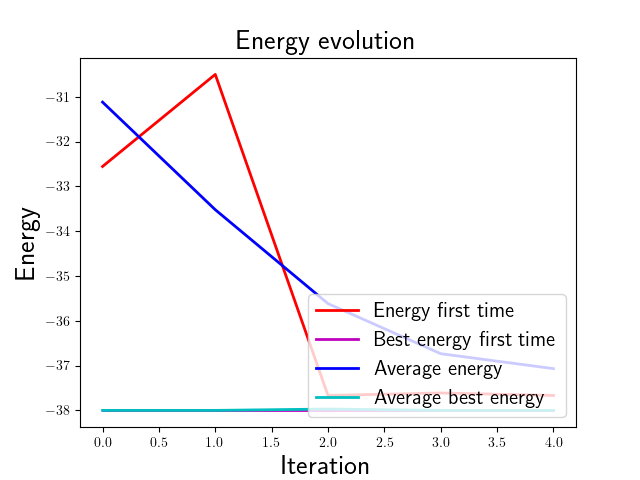 Energy evolution
Energy
−31
−32
−33
−34
−35
−36
−37
−38
Energy first time
Best energy first time
Average energy
Average best energy
0.0 0.5 1.0 1.5 2.0 2.5 3.0 3.5 4.0
Iteration